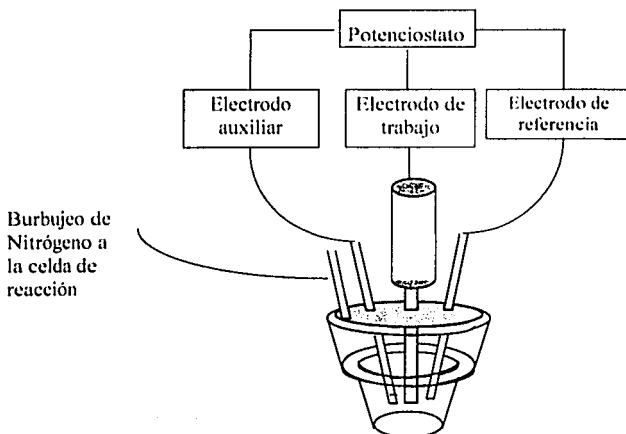 Potenciostato
Electrodo
auxiliar
Electrodo de
trabajo
Electrodo de
referencia
Burbujeo de
Nitrógeno a
la celda de
reacción